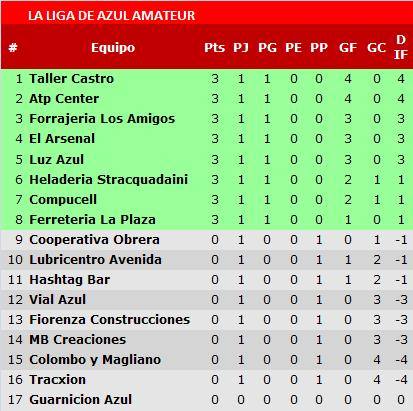 LA LIGA DE AZUL AMATEUR
# Equipo Pts PJ PG PE PP GF GC D IF
1 Taller Castro 3 1 1 0 0 4 0 4
2 Atp Center 3 1 1 0 0 4 0 4
3 Forrajeria Los Amigos 3 1 1 0 0 3 0 3
4 El Arsenal 3 1 1 0 0 3 0 3
5 Luz Azul 3 1 1 0 0 3 0 3
6 Heladeria Stracquadaini 3 1 1 0 0 2 1 1
7 Compucell 3 1 1 0 0 2 1 1
8 Ferreteria La Plaza 3 1 1 0 0 1 0 1
9 Cooperativa Obrera 0 1 0 0 1 0 1 -1
10 Lubricentro Avenida 0 1 0 0 1 1 2 -1
11 Hashtag Bar 0 1 0 0 1 1 2 -1
12 Vial Azul 0 1 0 0 1 0 3 -3
13 Fiorenza Construcciones 0 1 0 0 1 0 3 -3
14 MB Creaciones 0 1 0 0 1 0 3 -3
15 Colombo y Magliano 0 1 0 0 1 0 4 -4
16 Tracxion 0 1 0 0 1 0 4 -4
17 Guarnicion Azul 0 0 0 0 0 0 0 0